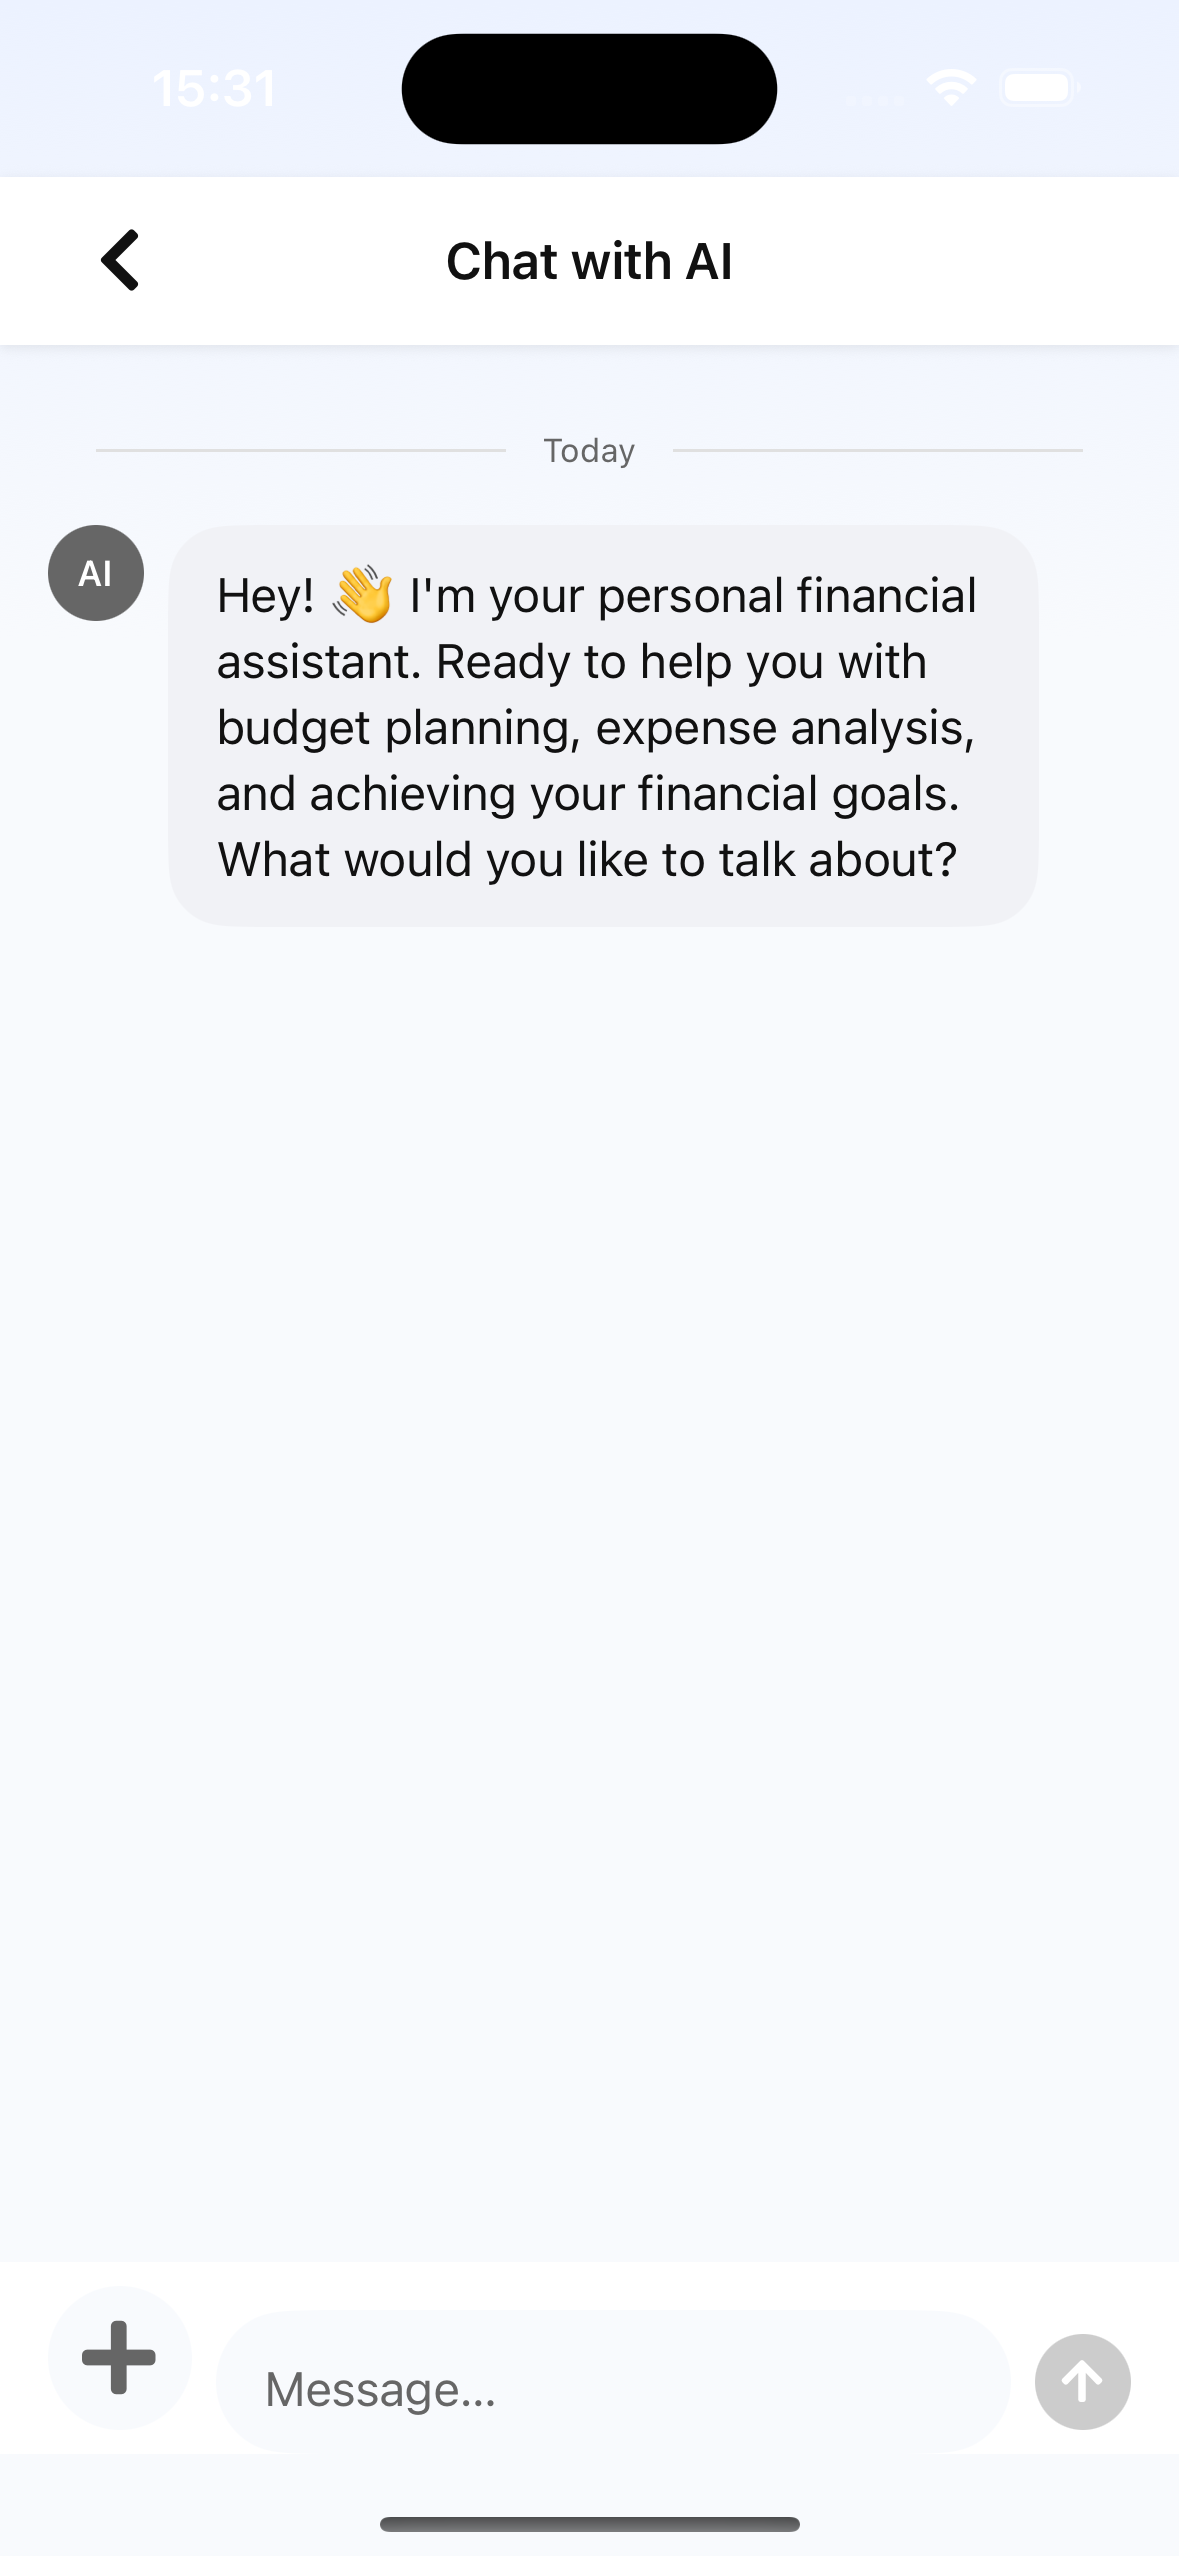 15:31
Chat with AI
Today
AI
Hey! 👋 I'm your personal financial
assistant. Ready to help you with
budget planning, expense analysis,
and achieving your financial goals.
What would you like to talk about?
Message...